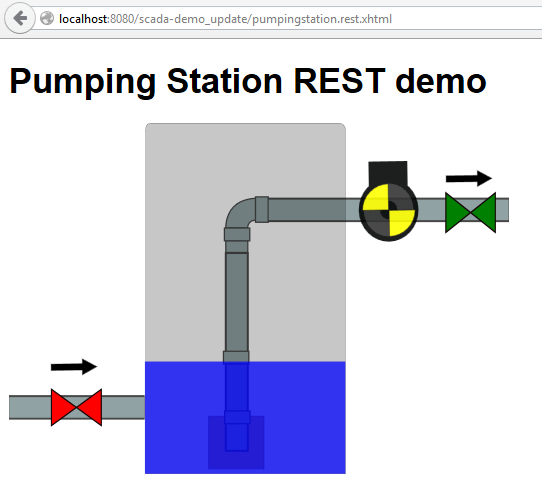 localhost:8080/scada-demo_update/pumpingstation.rest.xhtml
Pumping Station REST demo